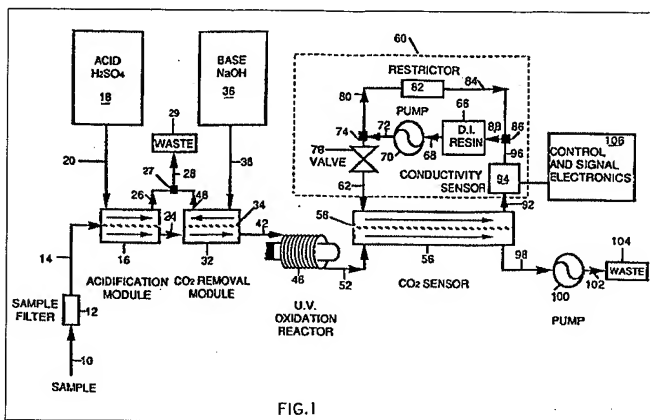 ACID
H2SO4
18
BASE
NaOH
36
60
RESTRICTOR
82
84
80
PUMP
66
D.I.
RESIN
88
86
74
72
70
68
96
78
VALVE
62
CONDUCTIVITY
SENSOR
94
106
CONTROL
AND SIGNAL
ELECTRONICS
92
29
WASTE
28
27
20
38
26
48
34
24
42
14
16
32
58
56
ACIDIFICATION
MODULE
CO2 REMOVAL
MODULE
46
52
CO2 SENSOR
98
104
WASTE
100
102
PUMP
SAMPLE
FILTER
12
U.V.
OXIDATION
REACTOR
10
SAMPLE
FIG.1